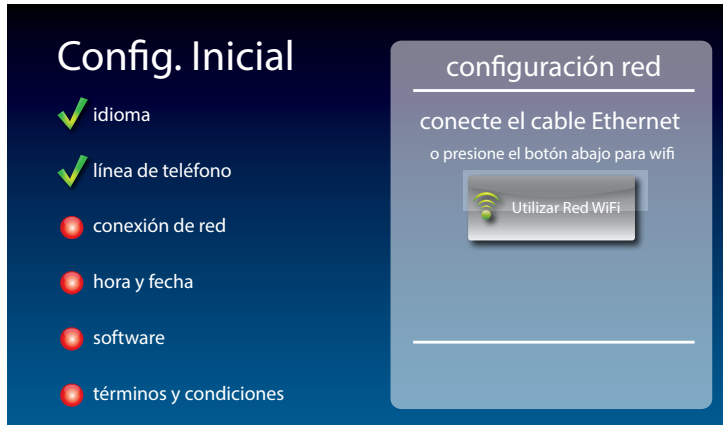 Config. Inicial
idioma
línea de teléfono
conexión de red
hora y fecha
software
términos y condiciones
configuración red
conecte el cable Ethernet
o presione el botón abajo para wifi
Utilizar Red WiFi